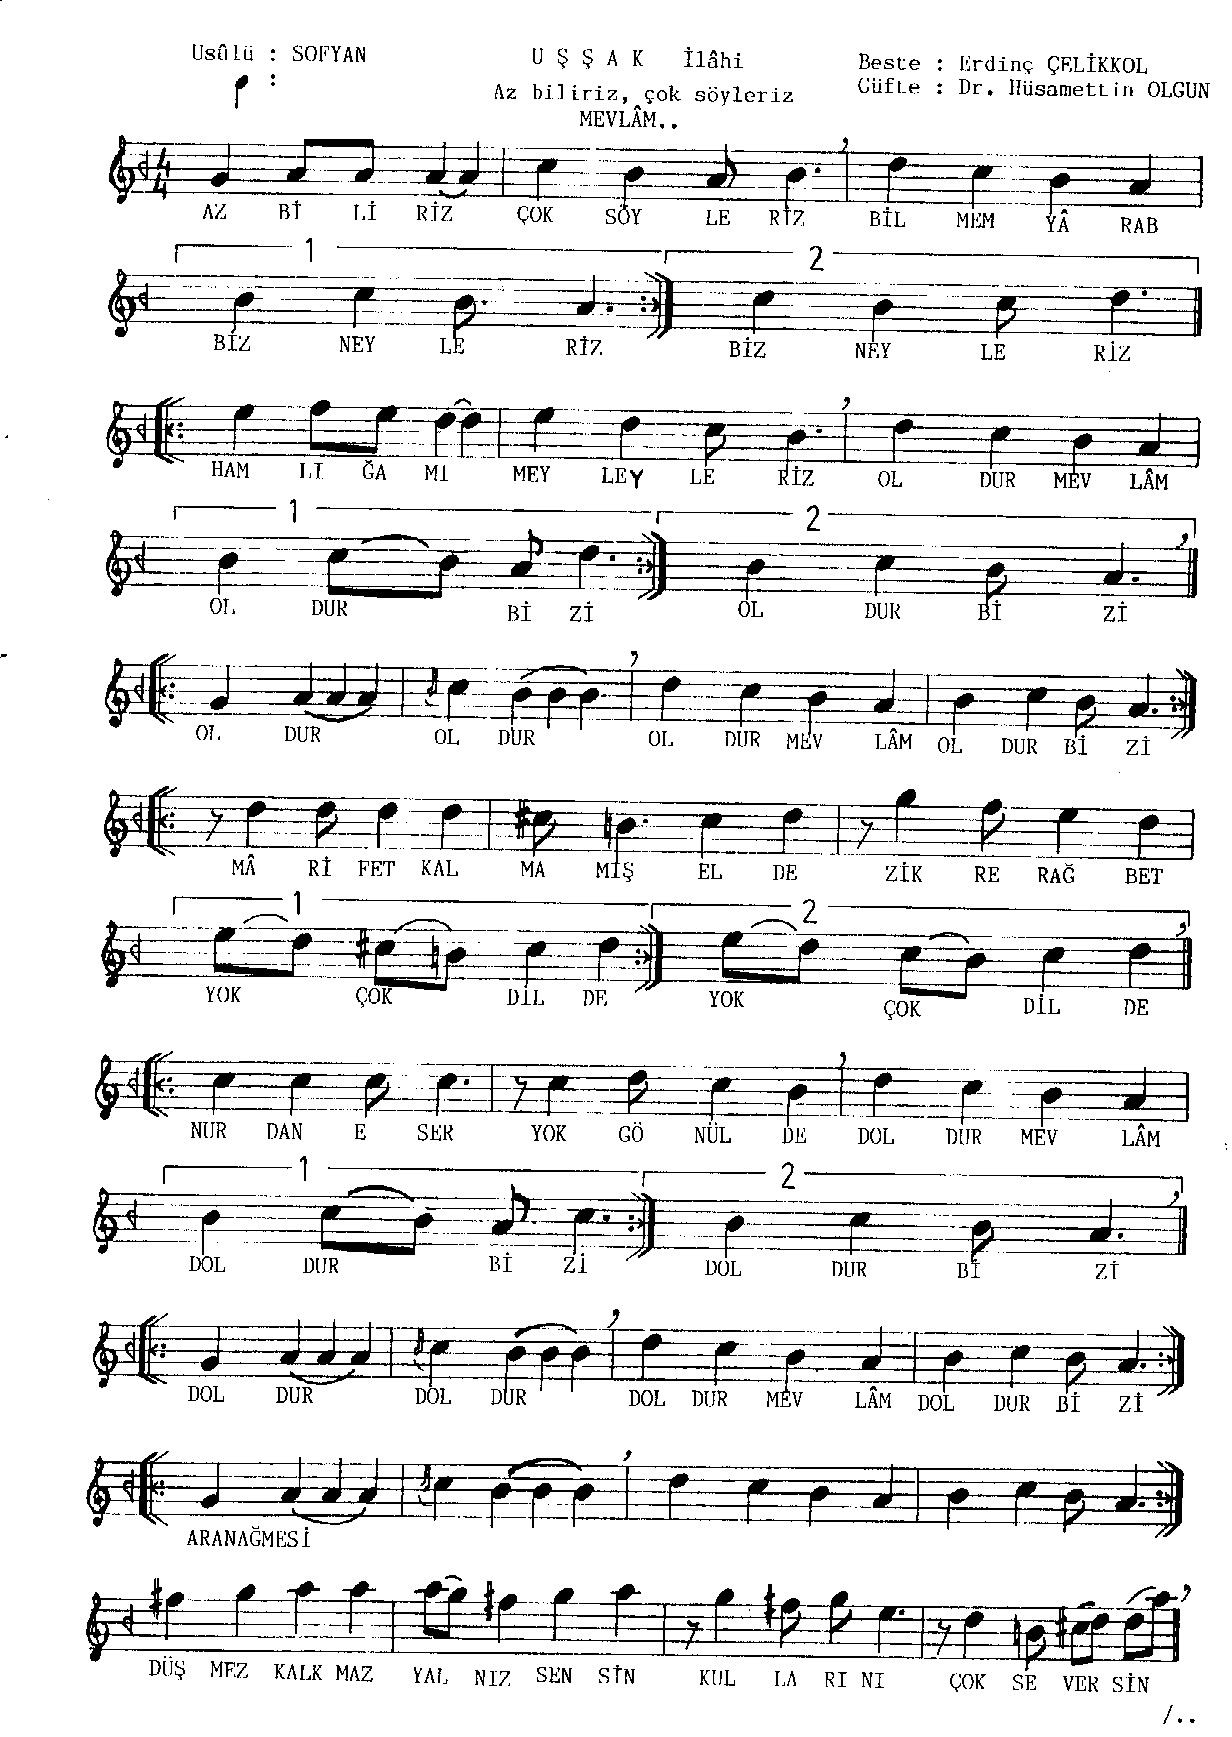 Usûlü : SOFYAN
:
U Ş Ş A K İlâhi
Az biliriz, çok söyleriz
MEVLÂM..
Beste : Erdinç ÇELİKKOL
Güfte : Dr. Hüsamettin OLGUN
4
4
AZ Bİ Lİ RİZ ÇOK SÖY LE RİZ BİL MEM YÂ RAB
1 2
BİZ NEY LE RİZ BİZ NEY LE RİZ
HAM LI ĞA MI MEY LEY LE RİZ OL DUR MEV LÂM
1 2
OL DUR Bİ Zİ OL DUR Bİ Zİ
OL DUR OL DUR OL DUR MEV LÂM OL DUR Bİ Zİ
MÂ Rİ FET KAL MA MIŞ EL DE ZİK RE RAĞ BET
1 2
YOK ÇOK DİL DE YOK ÇOK DİL DE
NUR DAN E SER YOK GÖ NÜL DE DOL DUR MEV LÂM
1 2
DOL DUR Bİ Zİ DOL DUR Bİ Zİ
DOL DUR DOL DUR DOL DUR MEV LÂM DOL DUR Bİ Zİ
ARANAĞMESİ
DÜŞ MEZ KALK MAZ YAL NIZ SEN SİN KUL LA RI NI ÇOK SE VER SİN
/..